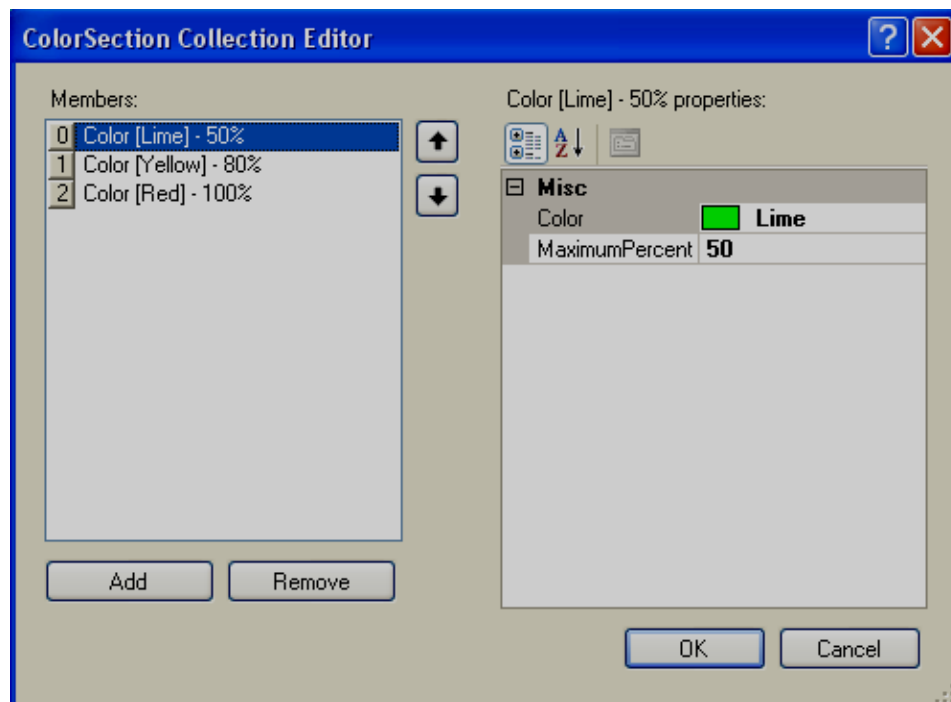 ColorSection Collection Editor
Members:
0 Color [Lime] - 50%
1 Color [Yellow] - 80%
2 Color [Red] - 100%
Add Remove
Color [Lime] - 50% properties:
A
Z
Misc
Color Lime
MaximumPercent 50
OK Cancel